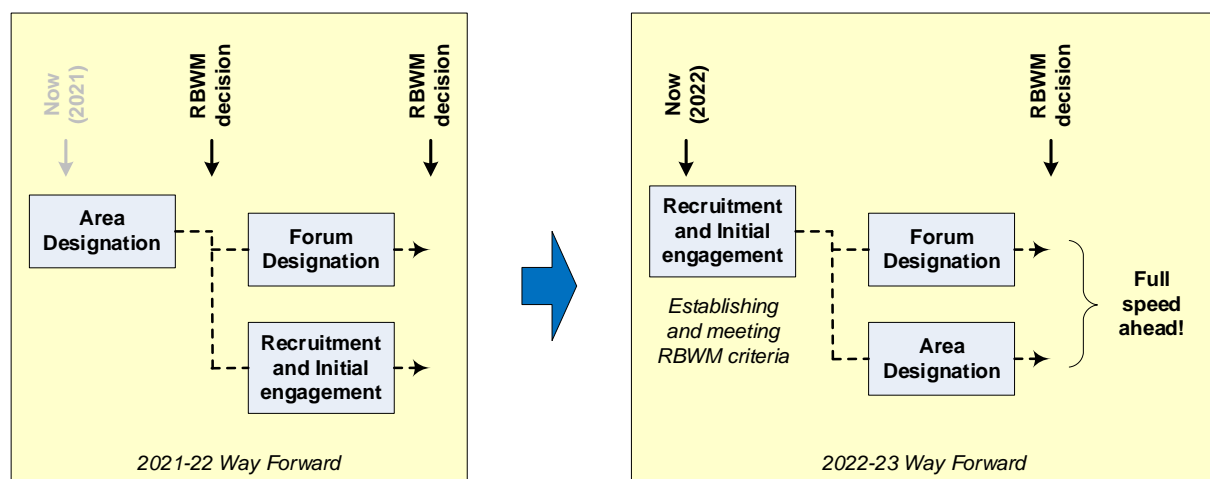 Now
(2021)
RBWM
decision
RBWM
decision
Area
Designation
Forum
Designation
Recruitment
and Initial
engagement
2021-22 Way Forward
Now
(2022)
RBWM
decision
Recruitment
and Initial
engagement
Establishing
and meeting
RBWM criteria
Forum
Designation
Area
Designation
Full
speed
ahead!
2022-23 Way Forward